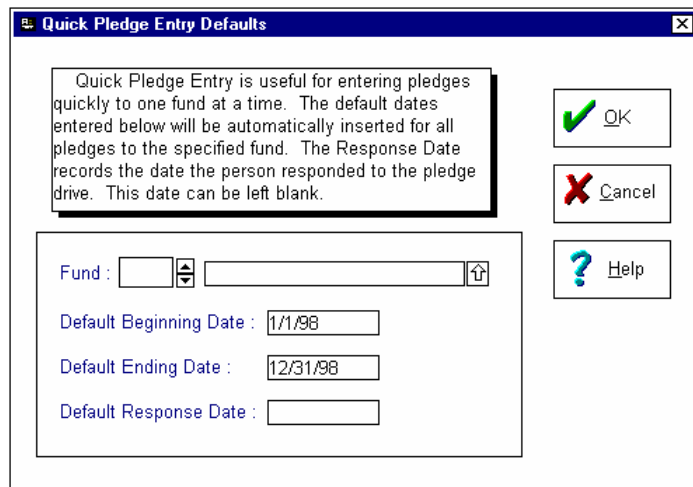 Quick Pledge Entry Defaults
Quick Pledge Entry is useful for entering pledges
quickly to one fund at a time.  The default dates
entered below will be automatically inserted for all
pledges to the specified fund.  The Response Date
records the date the person responded to the pledge
drive.  This date can be left blank.
OK
Cancel
Help
Fund :
Default Beginning Date : 1/1/98
Default Ending Date : 12/31/98
Default Response Date :